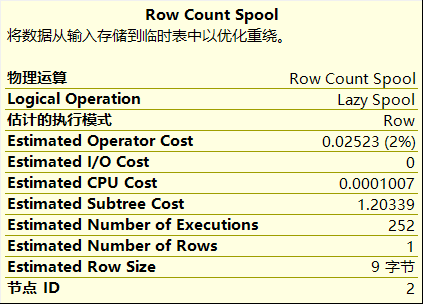 Row Count Spool
将数据从输入存储到临时表中以优化重绕。
物理运算 Row Count Spool
Logical Operation Lazy Spool
估计的执行模式 Row
Estimated Operator Cost 0.02523 (2%)
Estimated I/O Cost 0
Estimated CPU Cost 0.0001007
Estimated Subtree Cost 1.20339
Estimated Number of Executions 252
Estimated Number of Rows 1
Estimated Row Size 9 字节
节点 ID 2